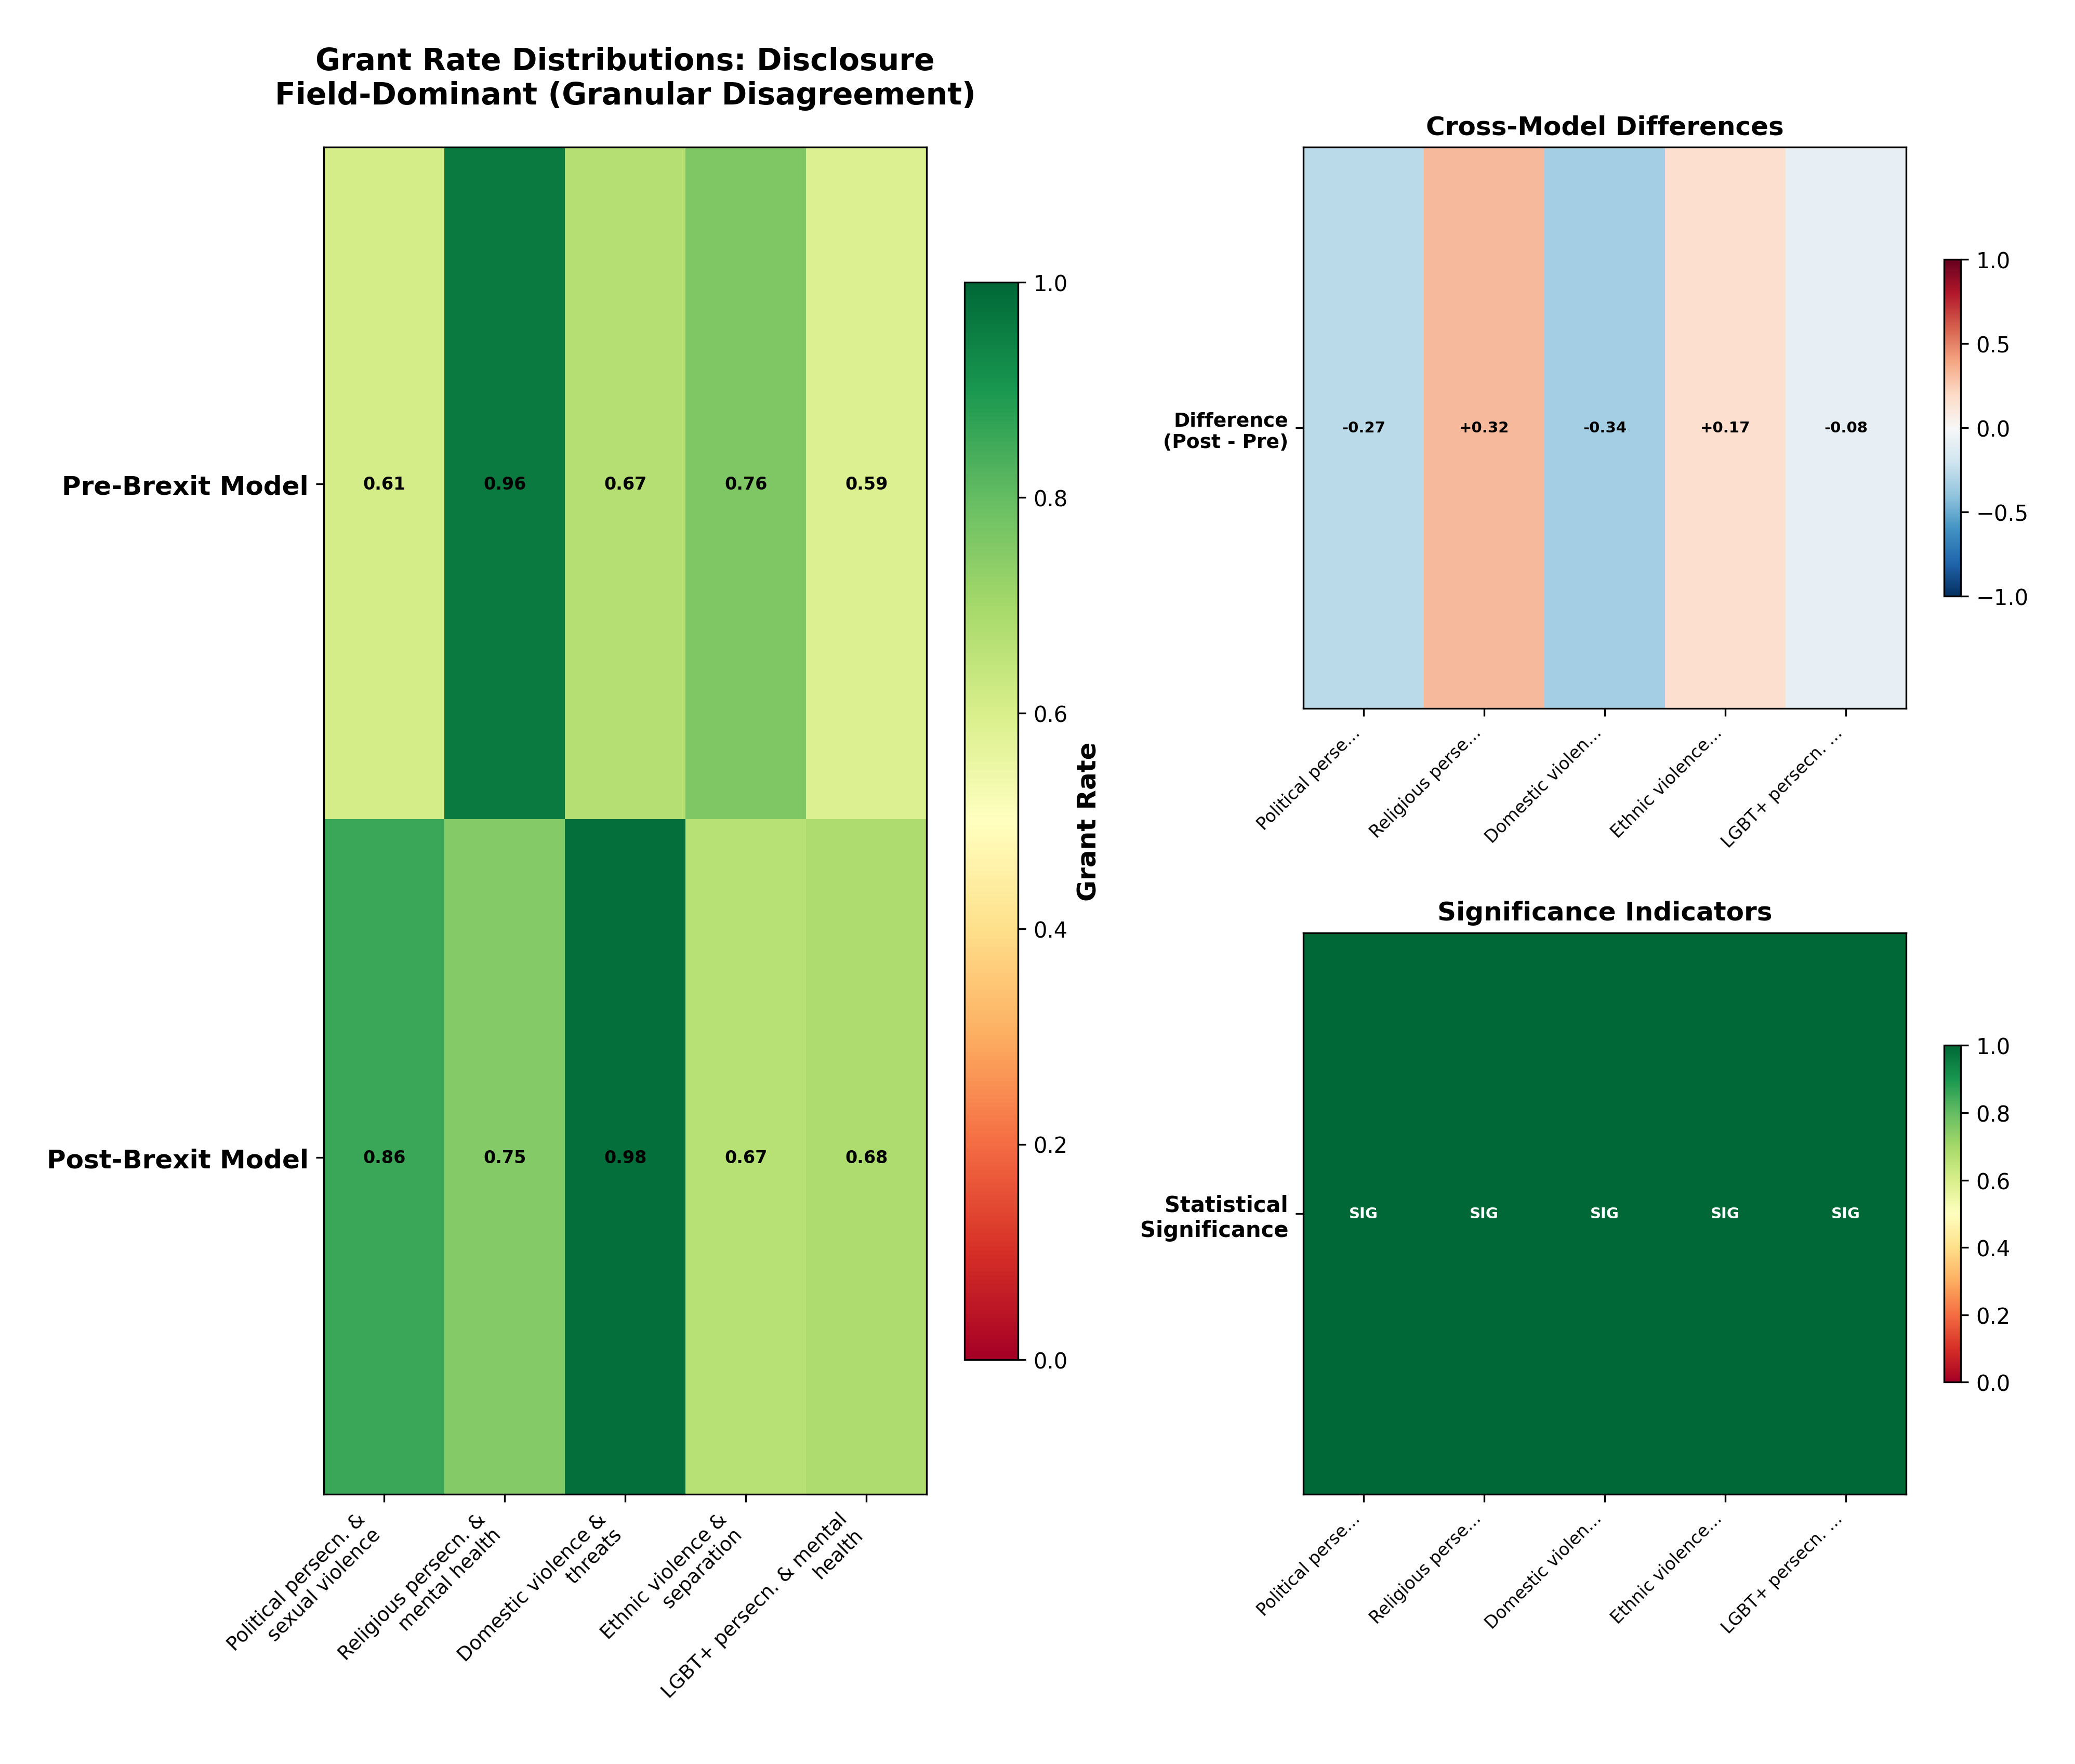 Grant Rate Distributions: Disclosure
Field-Dominant (Granular Disagreement)
Pre-Brexit Model
0.61
0.96
0.67
0.76
0.59
Post-Brexit Model
0.86
0.75
0.98
0.67
0.68
Political persecn. &
sexual violence
Religious persecn. &
mental health
Domestic violence &
threats
Ethnic violence &
separation
LGBT+ persecn. & mental
health
1.0
0.8
0.6
0.4
0.2
0.0
Grant Rate
Cross-Model Differences
Difference
(Post - Pre)
-0.27
+0.32
-0.34
+0.17
-0.08
Political perse...
Religious perse...
Domestic violen...
Ethnic violence...
LGBT+ persecn. ...
1.0
0.5
0.0
−0.5
−1.0
Significance Indicators
Statistical
Significance
SIG
SIG
SIG
SIG
SIG
Political perse...
Religious perse...
Domestic violen...
Ethnic violence...
LGBT+ persecn. ...
1.0
0.8
0.6
0.4
0.2
0.0